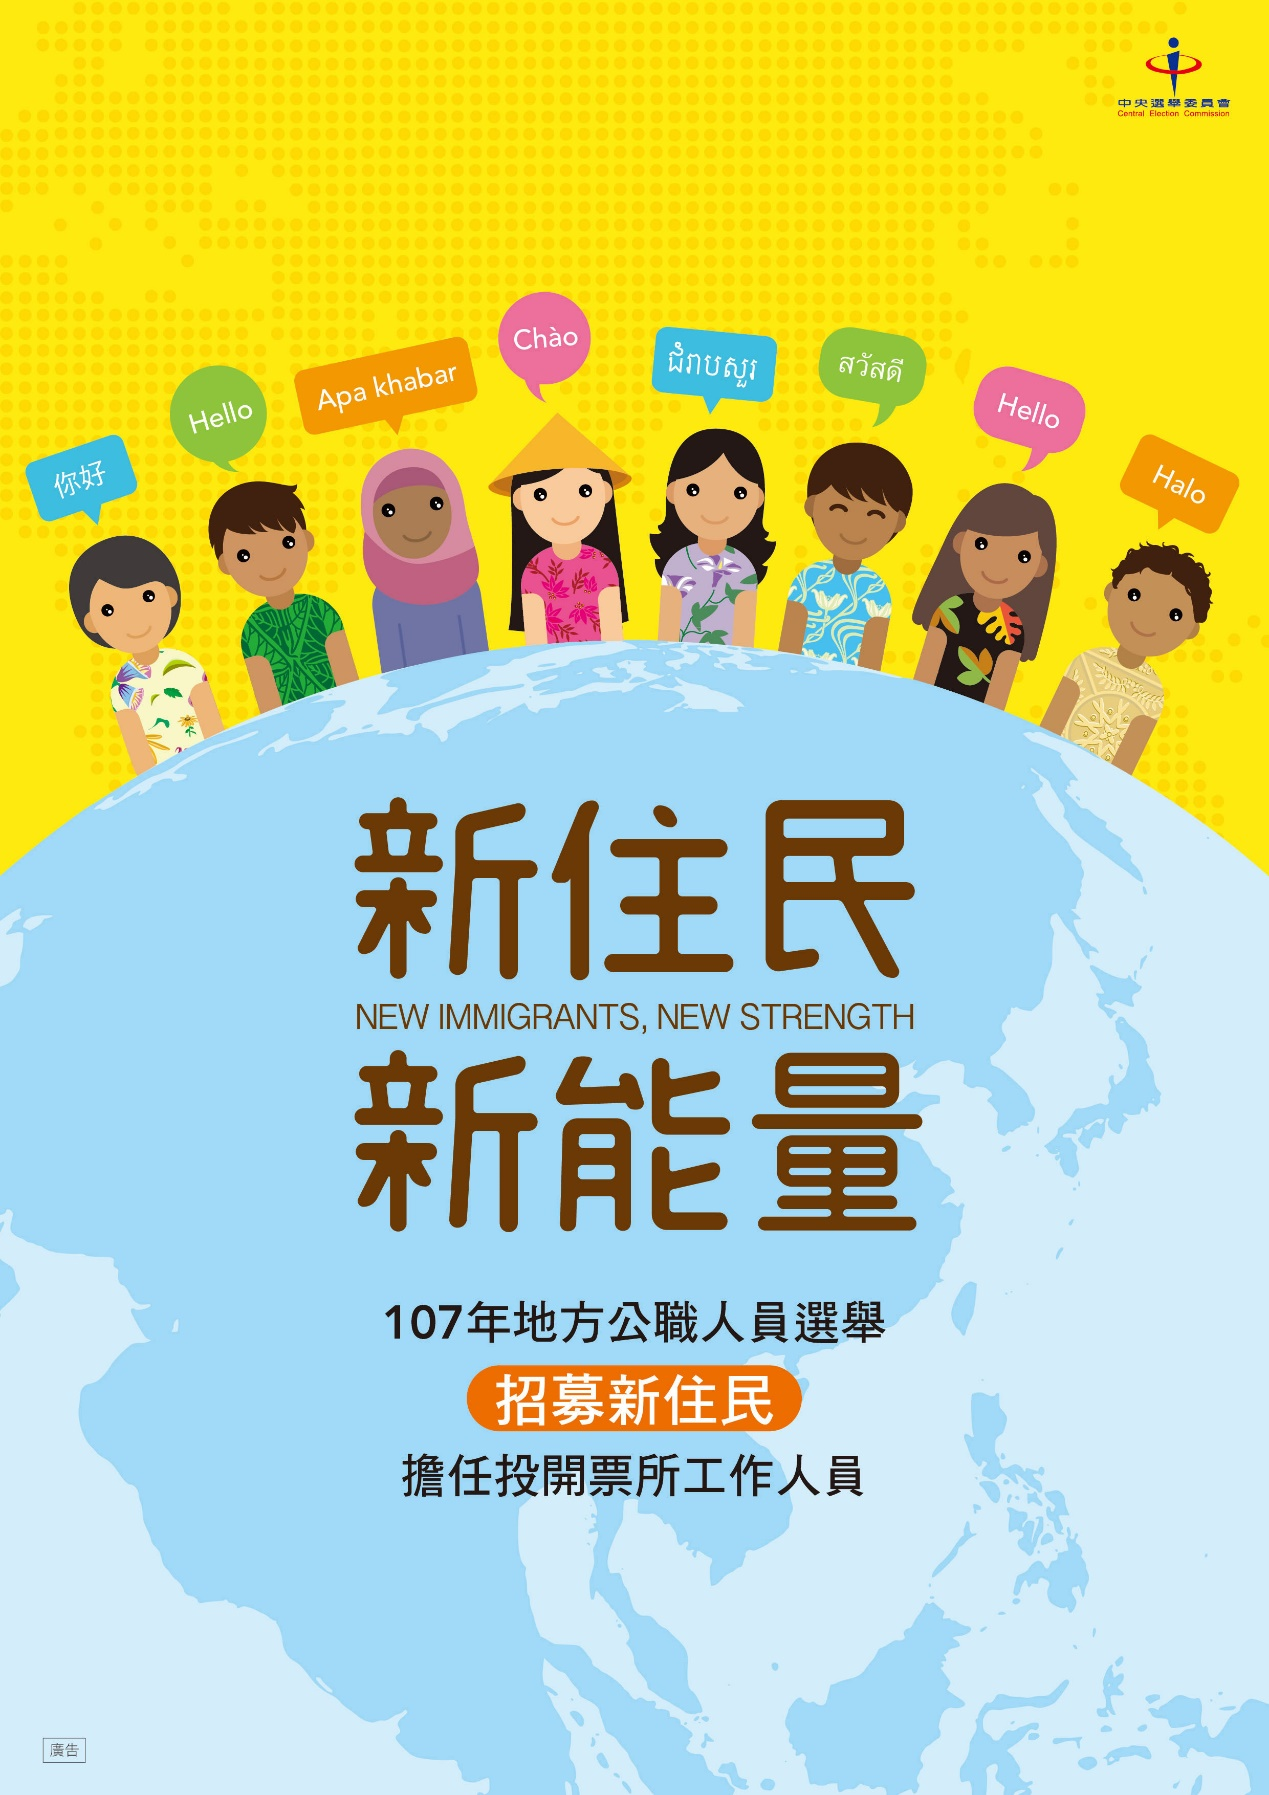 中央選舉委員會
Central Election Commission
你好
Hello
Apa khabar
Chào
ជំរាបសួរ
สวัสดี
Hello
Halo
新住民
NEW IMMIGRANTS, NEW STRENGTH
新能量
107年地方公職人員選舉
招募新住民
擔任投開票所工作人員
廣告